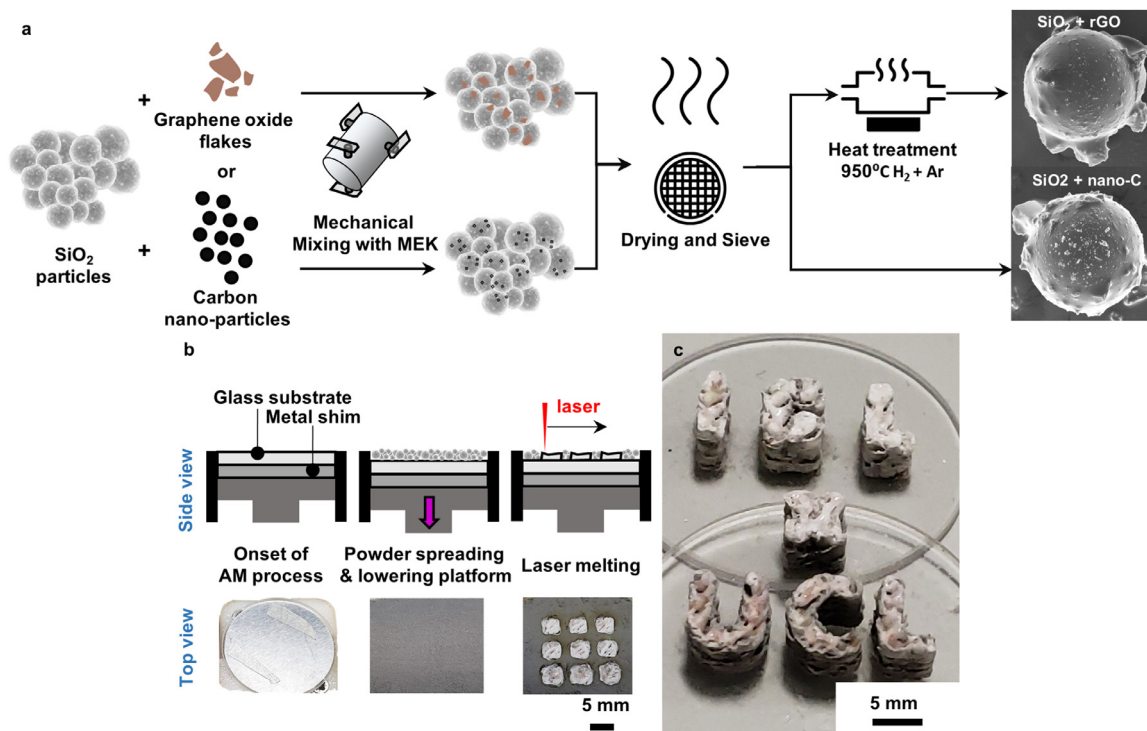 a
SiO₂ + rGO
+
Graphene oxide
flakes
or
Heat treatment
950⁰C H₂ + Ar
SiO2 + nano-C
Mechanical
Mixing with MEK
Drying and Sieve
SiO₂
particles
+
Carbon
nano-particles
b
c
Glass substrate
Metal shim
laser
Side view
Onset of
AM process
Powder spreading
& lowering platform
Laser melting
Top view
5 mm
5 mm
UCL